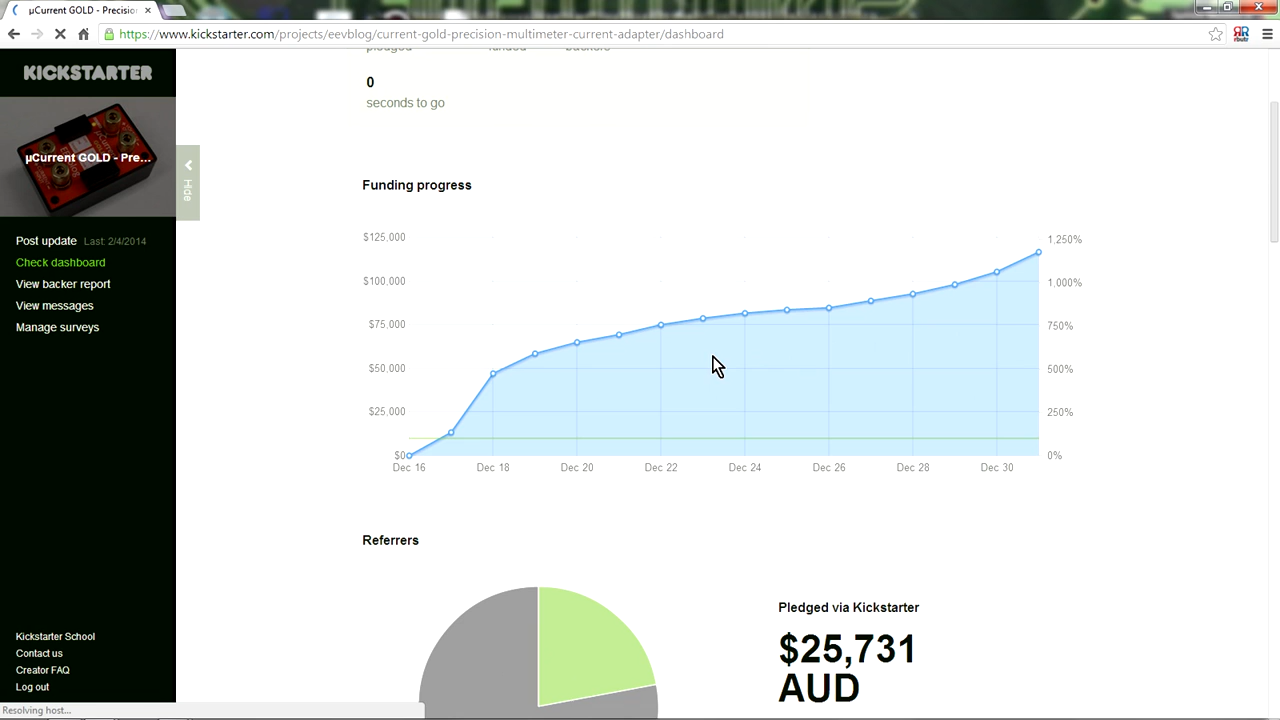 µCurrent GOLD - Precisio
https://www.kickstarter.com/projects/eevblog/current-gold-precision-multimeter-current-adapter/dashboard
rbutr
KICKSTARTER
µCurrent GOLD - Pre...
Hide
Post update Last: 2/4/2014
Check dashboard
View backer report
View messages
Manage surveys
Kickstarter School
Contact us
Creator FAQ
Log out
Resolving host...
pledged funded backers
0
seconds to go
Funding progress
$125,000
$100,000
$75,000
$50,000
$25,000
$0
1,250%
1,000%
750%
500%
250%
0%
Dec 16 Dec 18 Dec 20 Dec 22 Dec 24 Dec 26 Dec 28 Dec 30
Referrers
Pledged via Kickstarter
$25,731
AUD